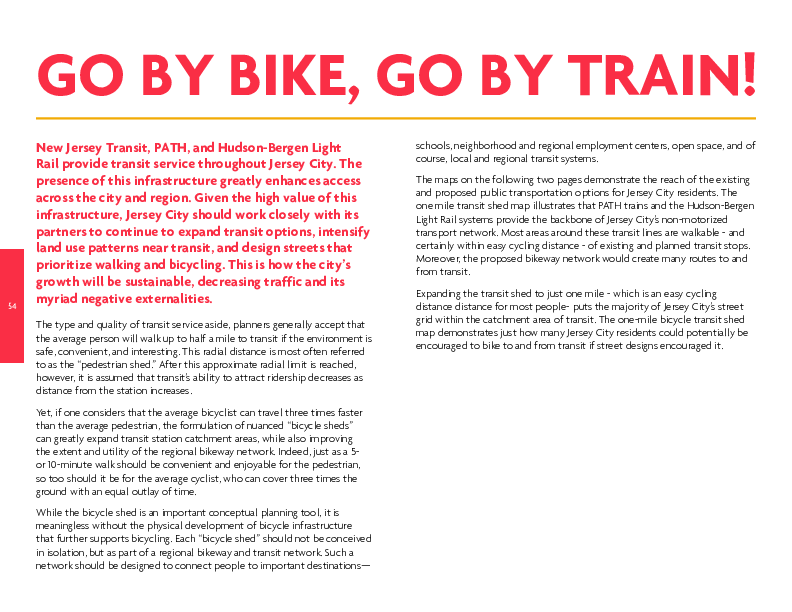 GO BY BIKE, GO BY TRAIN!
New Jersey Transit, PATH, and Hudson-Bergen Light
Rail provide transit service throughout Jersey City. The
presence of this infrastructure greatly enhances access
across the city and region. Given the high value of this
infrastructure, Jersey City should work closely with its
partners to continue to expand transit options, intensify
land use patterns near transit, and design streets that
prioritize walking and bicycling. This is how the city's
growth will be sustainable, decreasing traffic and its
myriad negative externalities.
The type and quality of transit service aside, planners generally accept that
the average person will walk up to half a mile to transit if the environment is
safe, convenient, and interesting. This radial distance is most often referred
to as the "pedestrian shed." After this approximate radial limit is reached,
however, it is assumed that transit's ability to attract ridership decreases as
distance from the station increases.
Yet, if one considers that the average bicyclist can travel three times faster
than the average pedestrian, the formulation of nuanced "bicycle sheds"
can greatly expand transit station catchment areas, while also improving
the extent and utility of the regional bikeway network. Indeed, just as a 5-
or 10-minute walk should be convenient and enjoyable for the pedestrian,
so too should it be for the average cyclist, who can cover three times the
ground with an equal outlay of time.
While the bicycle shed is an important conceptual planning tool, it is
meaningless without the physical development of bicycle infrastructure
that further supports bicycling. Each "bicycle shed" should not be conceived
in isolation, but as part of a regional bikeway and transit network. Such a
network should be designed to connect people to important destinations—
schools, neighborhood and regional employment centers, open space, and of
course, local and regional transit systems.
The maps on the following two pages demonstrate the reach of the existing
and proposed public transportation options for Jersey City residents. The
one mile transit shed map illustrates that PATH trains and the Hudson-Bergen
Light Rail systems provide the backbone of Jersey City's non-motorized
transport network. Most areas around these transit lines are walkable - and
certainly within easy cycling distance - of existing and planned transit stops.
Moreover, the proposed bikeway network would create many routes to and
from transit.
Expanding the transit shed to just one mile - which is an easy cycling
distance distance for most people- puts the majority of Jersey City's street
grid within the catchment area of transit. The one-mile bicycle transit shed
map demonstrates just how many Jersey City residents could potentially be
encouraged to bike to and from transit if street designs encouraged it.
54